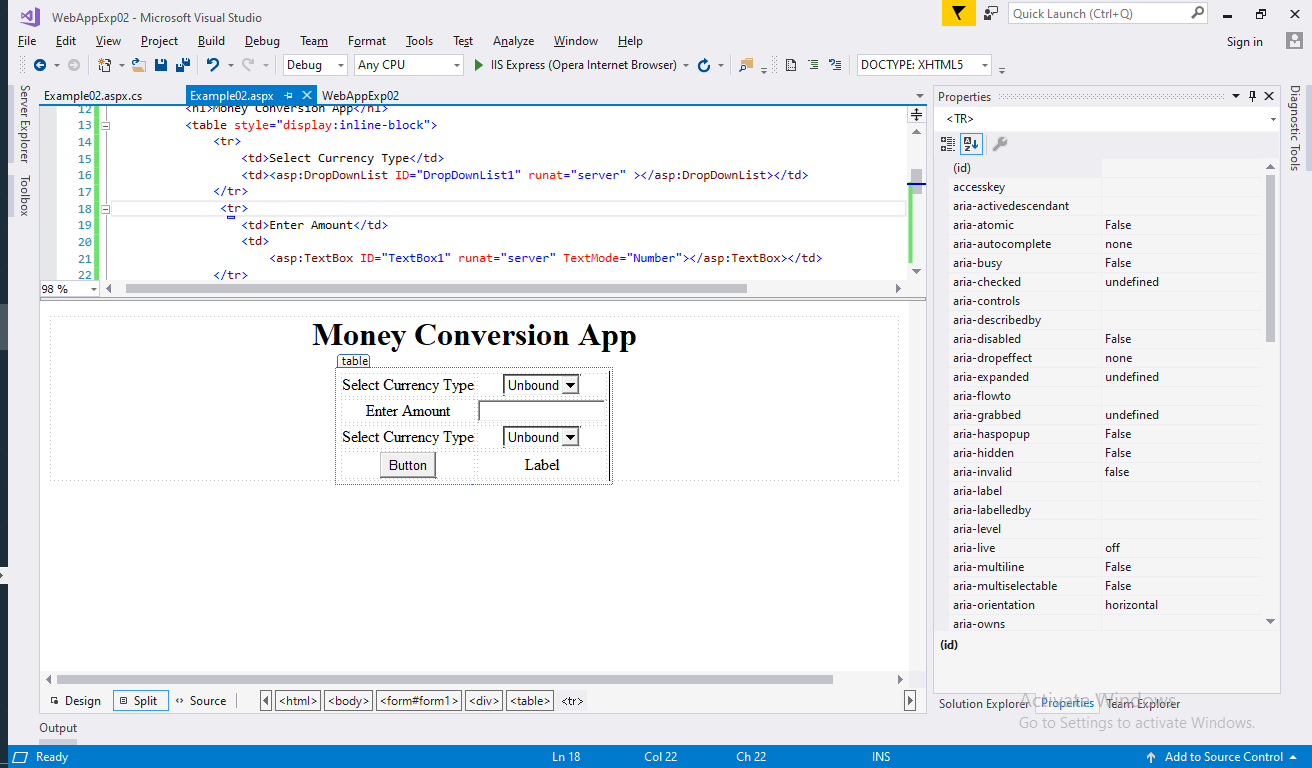 WebAppExp02 - Microsoft Visual Studio
Quick Launch (Ctrl+Q)
File Edit View Project Build Debug Team Format Tools Test Analyze Window Help
Sign in
Debug Any CPU IIS Express (Opera Internet Browser) DOCTYPE: XHTML5
Server Explorer
Toolbox
Example02.aspx.cs Example02.aspx WebAppExp02
12 <h1>Money Conversion App</h1>
13 <table style="display:inline-block">
14 <tr>
15 <td>Select Currency Type</td>
16 <td><asp:DropDownList ID="DropDownList1" runat="server" ></asp:DropDownList></td>
17 </tr>
18 <tr>
19 <td>Enter Amount</td>
20 <td>
21 <asp:TextBox ID="TextBox1" runat="server" TextMode="Number"></asp:TextBox></td>
22 </tr>
98 %
Money Conversion App
table
Select Currency Type Unbound
Enter Amount
Select Currency Type Unbound
Button Label
Design Split Source <html> <body> <form#form1> <div> <table> <tr>
Output
Properties
<TR>
(id)
accesskey
aria-activedescendant
aria-atomic False
aria-autocomplete none
aria-busy False
aria-checked undefined
aria-controls
aria-describedby
aria-disabled False
aria-dropeffect none
aria-expanded undefined
aria-flowto
aria-grabbed undefined
aria-haspopup False
aria-hidden False
aria-invalid false
aria-label
aria-labelledby
aria-level
aria-live off
aria-multiline False
aria-multiselectable False
aria-orientation horizontal
aria-owns
(id)
Solution Explorer Properties Team Explorer
Activate Windows
Go to Settings to activate Windows.
Diagnostic Tools
Ready Ln 18 Col 22 Ch 22 INS Add to Source Control